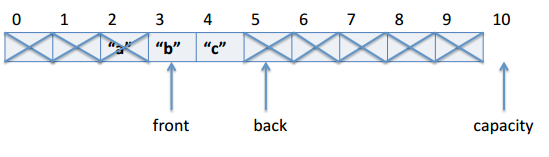 0 1 2 3 4 5 6 7 8 9 10
"a" "b" "c"
front back capacity